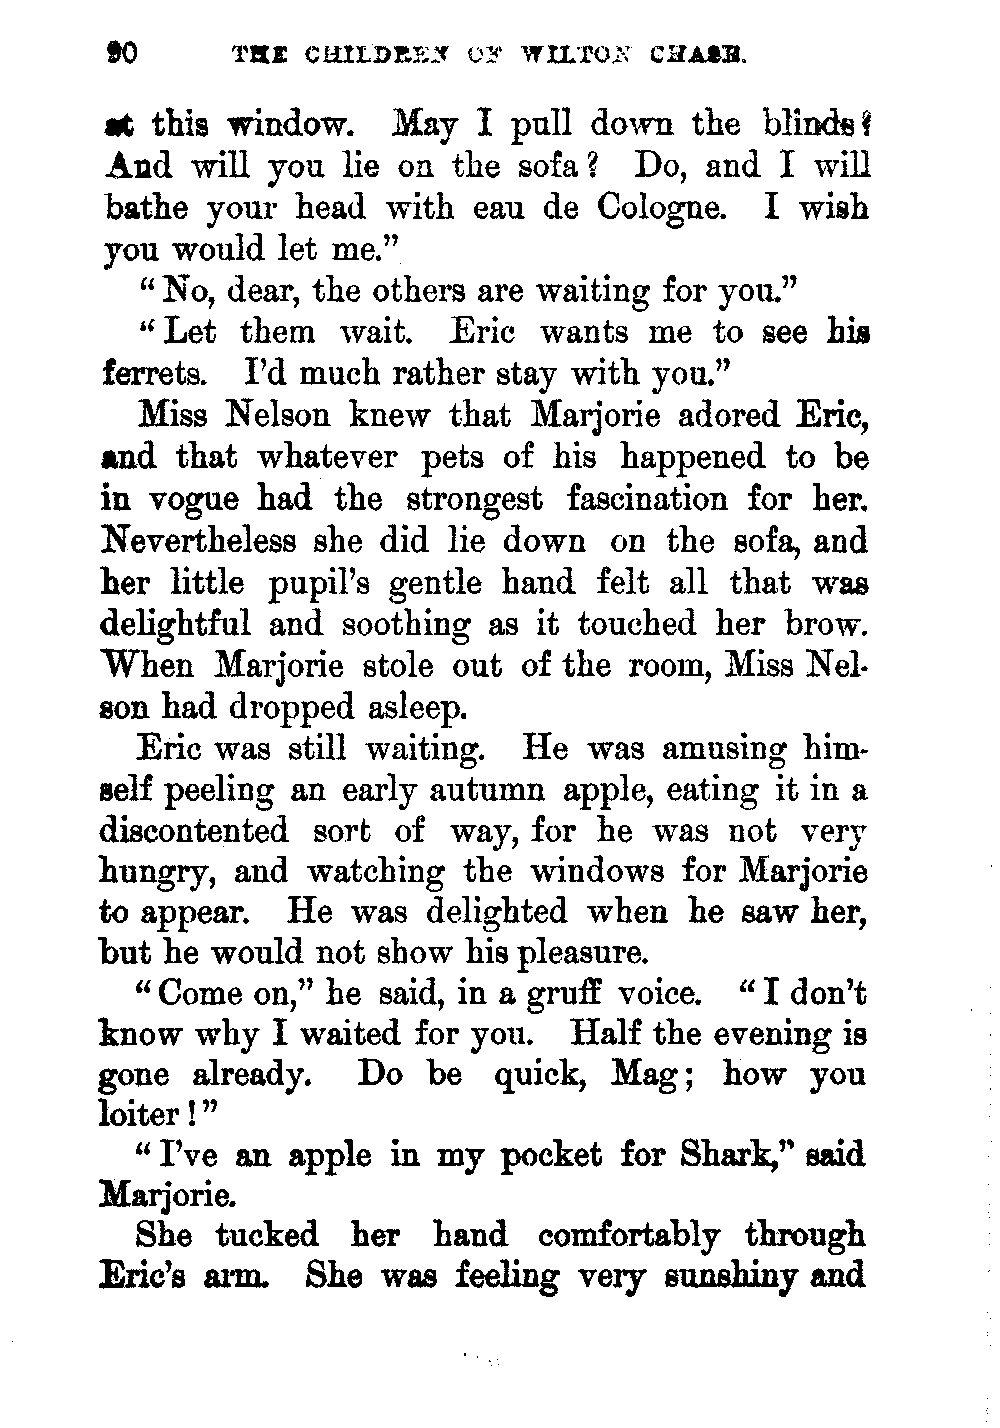 90 THE CHILDREN OF WILTON CHASE.
at this window. May I pull down the blinds?
And will you lie on the sofa? Do, and I will
bathe your head with eau de Cologne. I wish
you would let me.”
“No, dear, the others are waiting for you.”
“Let them wait. Eric wants me to see his
ferrets. I’d much rather stay with you.”
Miss Nelson knew that Marjorie adored Eric,
and that whatever pets of his happened to be
in vogue had the strongest fascination for her.
Nevertheless she did lie down on the sofa, and
her little pupil’s gentle hand felt all that was
delightful and soothing as it touched her brow.
When Marjorie stole out of the room, Miss Nel-
son had dropped asleep.
Eric was still waiting. He was amusing him-
self peeling an early autumn apple, eating it in a
discontented sort of way, for he was not very
hungry, and watching the windows for Marjorie
to appear. He was delighted when he saw her,
but he would not show his pleasure.
“Come on,” he said, in a gruff voice. “I don’t
know why I waited for you. Half the evening is
gone already. Do be quick, Mag; how you
loiter!”
“I’ve an apple in my pocket for Shark,” said
Marjorie.
She tucked her hand comfortably through
Eric’s arm. She was feeling very sunshiny and